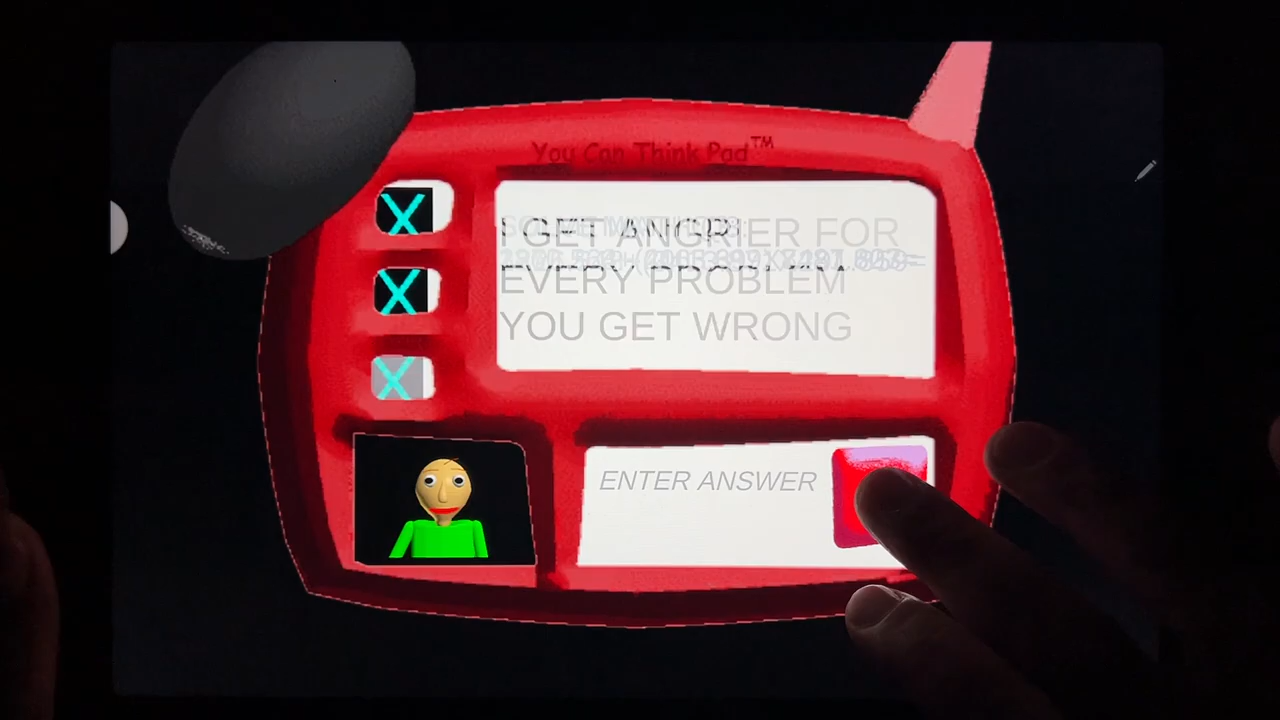 You Can Think Pad™
I GET ANGRIER FOR
EVERY PROBLEM
YOU GET WRONG
X
X
X
ENTER ANSWER